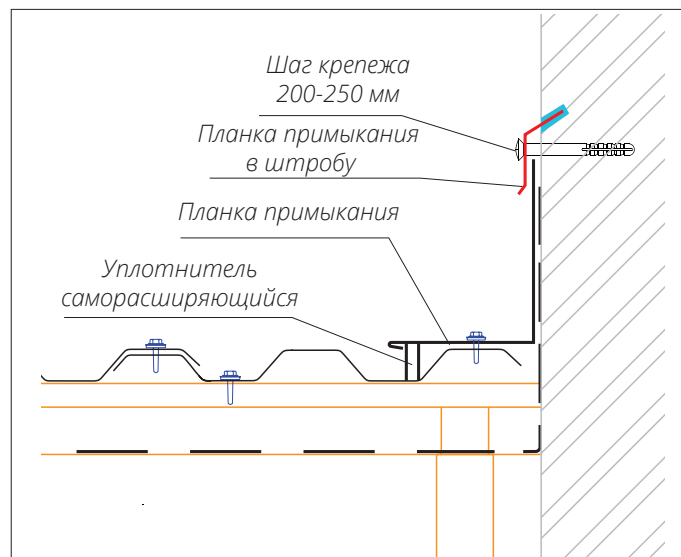 Шаг крепежа
200-250 мм
Планка примыкания
в штробу
Планка примыкания
Уплотнитель
саморасширяющийся